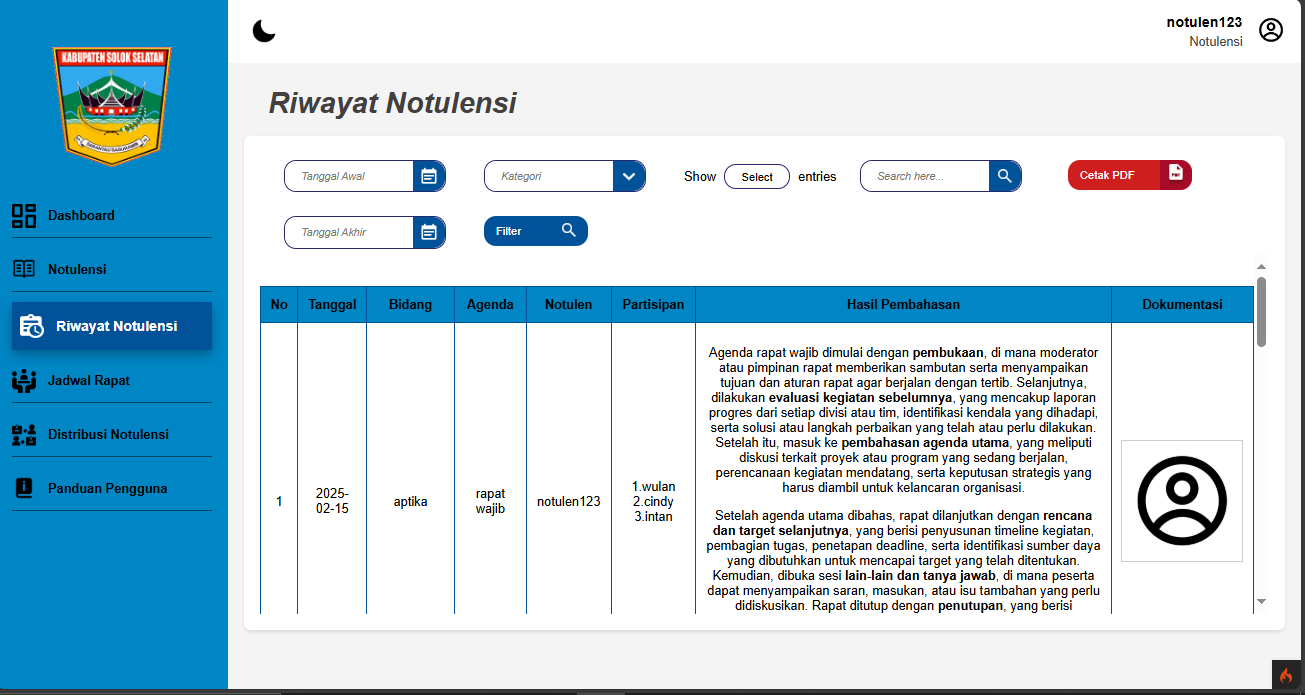 KABUPATEN SOLOK SELATAN
notulen123
Notulensi
Riwayat Notulensi
Dashboard
Notulensi
Riwayat Notulensi
Jadwal Rapat
Distribusi Notulensi
Panduan Pengguna
Tanggal Awal
Kategori
Show Select entries
Search here...
Cetak PDF
PDF
Tanggal Akhir
Filter
No Tanggal Bidang Agenda Notulen Partisipan Hasil Pembahasan Dokumentasi
1
2025-
02-15
aptika
rapat
wajib
notulen123
1.wulan
2.cindy
3.intan
Agenda rapat wajib dimulai dengan pembukaan, di mana moderator
atau pimpinan rapat memberikan sambutan serta menyampaikan
tujuan dan aturan rapat agar berjalan dengan tertib. Selanjutnya,
dilakukan evaluasi kegiatan sebelumnya, yang mencakup laporan
progres dari setiap divisi atau tim, identifikasi kendala yang dihadapi,
serta solusi atau langkah perbaikan yang telah atau perlu dilakukan.
Setelah itu, masuk ke pembahasan agenda utama, yang meliputi
diskusi terkait proyek atau program yang sedang berjalan,
perencanaan kegiatan mendatang, serta keputusan strategis yang
harus diambil untuk kelancaran organisasi.
Setelah agenda utama dibahas, rapat dilanjutkan dengan rencana
dan target selanjutnya, yang berisi penyusunan timeline kegiatan,
pembagian tugas, penetapan deadline, serta identifikasi sumber daya
yang dibutuhkan untuk mencapai target yang telah ditentukan.
Kemudian, dibuka sesi lain-lain dan tanya jawab, di mana peserta
dapat menyampaikan saran, masukan, atau isu tambahan yang perlu
didiskusikan. Rapat ditutup dengan penutupan, yang berisi